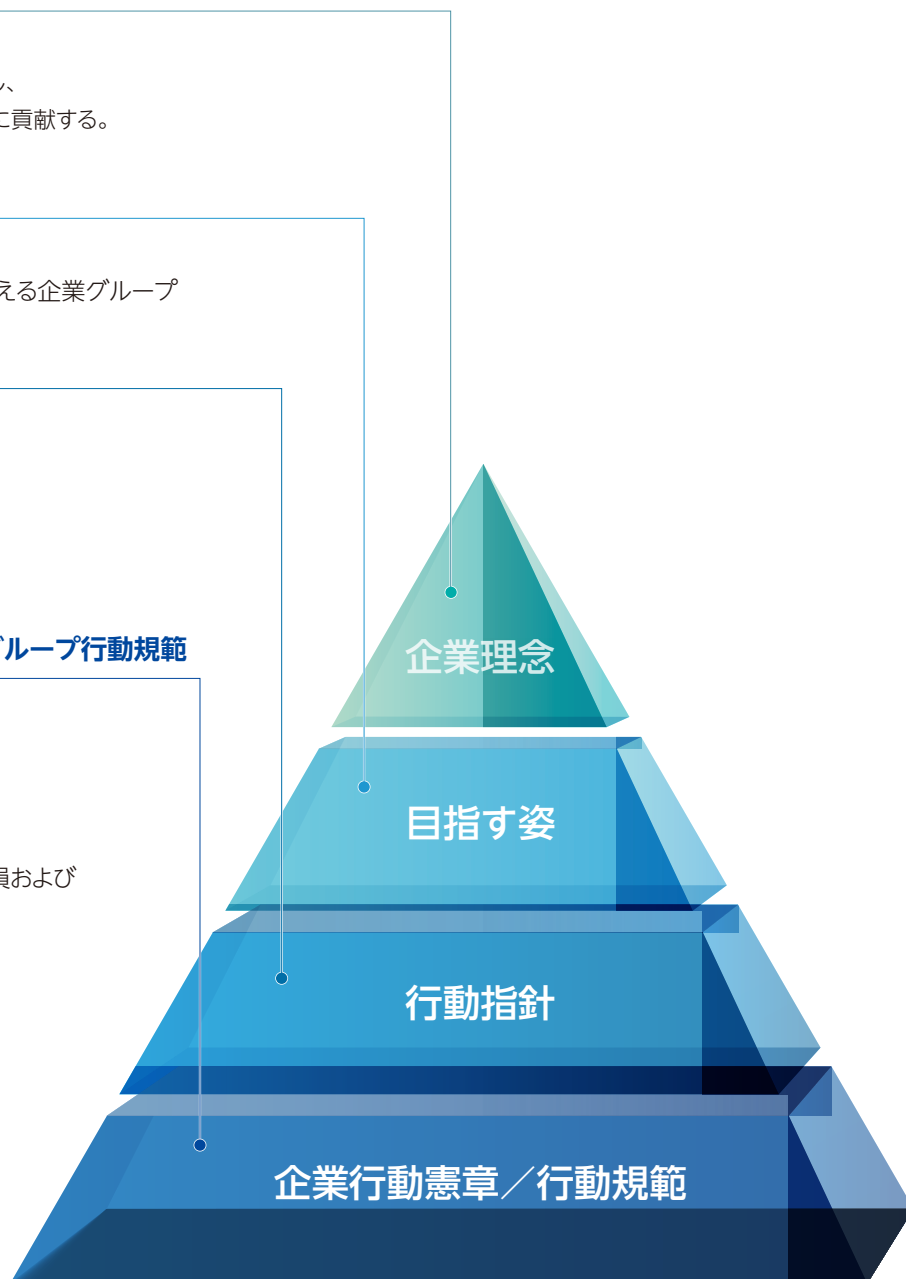 し、
に貢献する。
える企業グループ
グループ行動規範
員および
企業理念
目指す姿
行動指針
企業行動憲章／行動規範